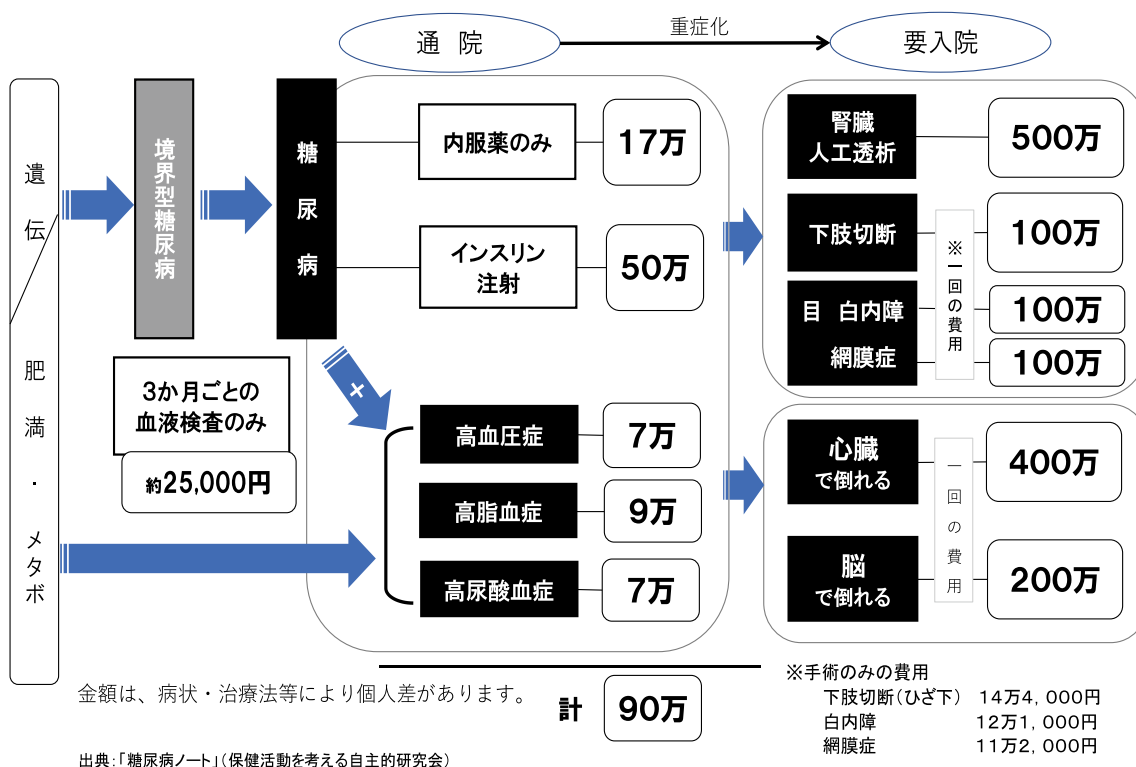 通 院
重症化
要入院
遺伝
肥満・メタボ
境界型糖尿病
糖尿病
内服薬のみ
17万
インスリン
注射
50万
3か月ごとの
血液検査のみ
約25,000円
高血圧症
7万
高脂血症
9万
高尿酸血症
7万
腎臓
人工透析
500万
下肢切断
100万
※一回の費用
目 白内障
100万
網膜症
100万
心臓
で倒れる
400万
一回の費用
脳
で倒れる
200万
金額は、病状・治療法等により個人差があります。
計
90万
※手術のみの費用
下肢切断(ひざ下) 14万4,000円
白内障 12万1,000円
網膜症 11万2,000円
出典:「糖尿病ノート」(保健活動を考える自主的研究会)
+